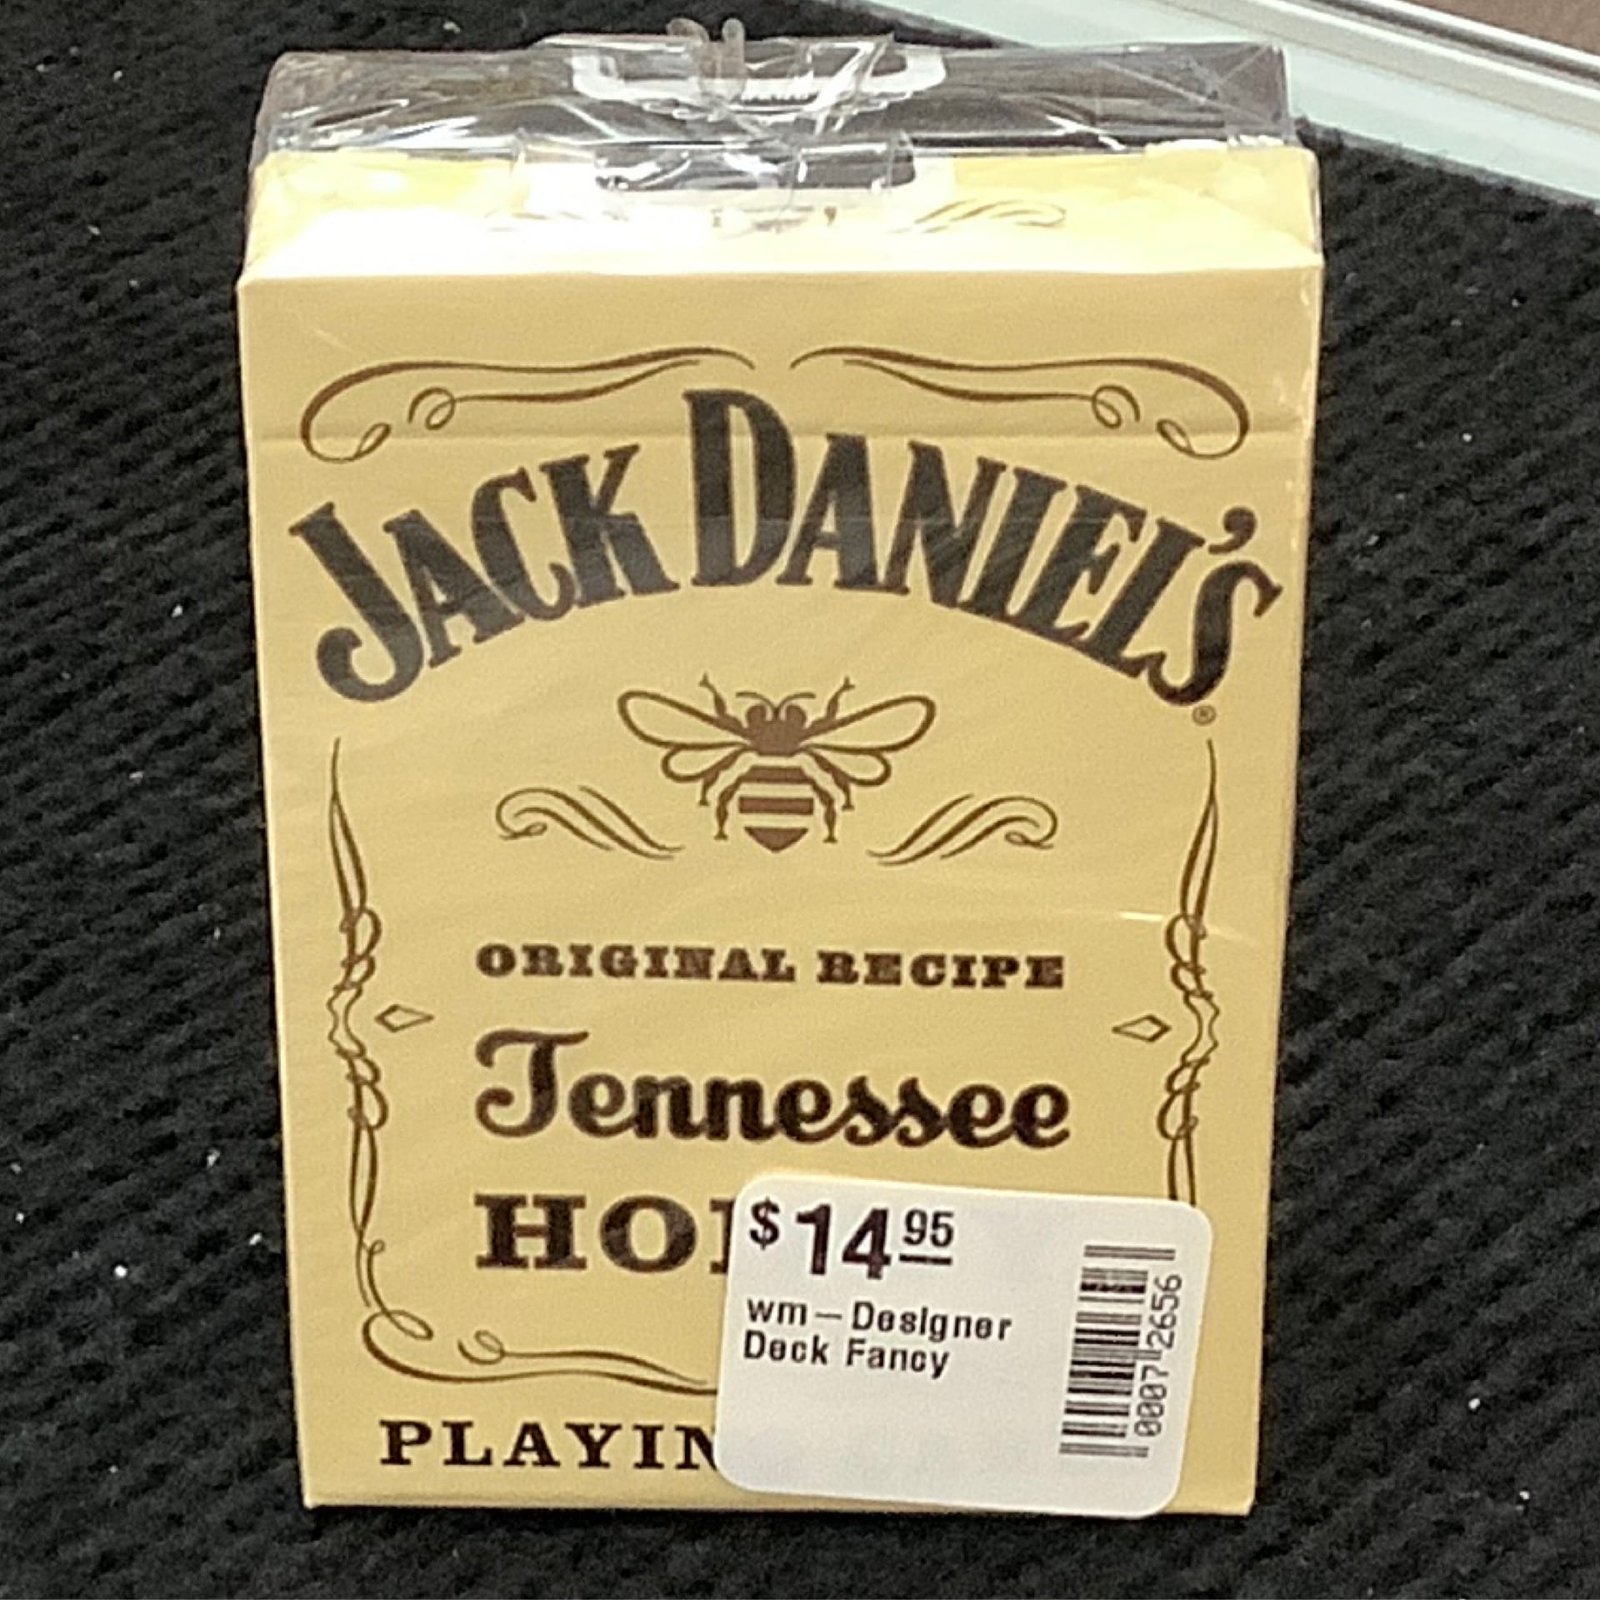 JACK DANIEL'S
®
ORIGINAL RECIPE
Tennessee
HO
PLAYIN
$14.95
wm-Designer
Deck Fancy
00072656